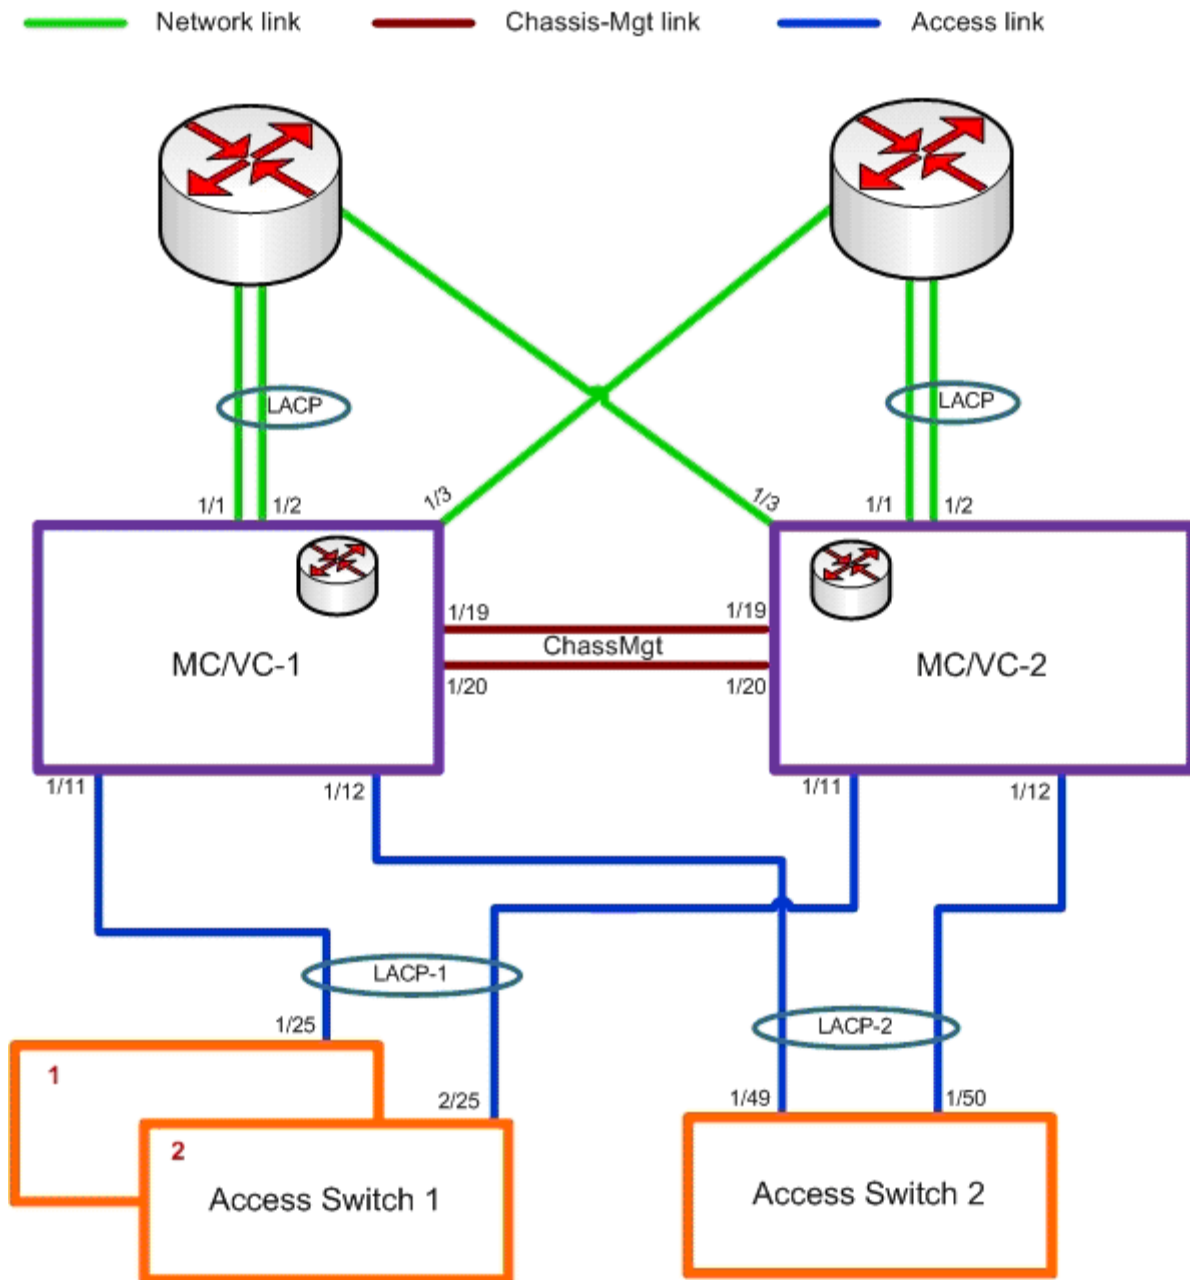 Network link Chassis-Mgt link Access link
LACP LACP
1/1 1/2 1/3 1/3 1/1 1/2
1/19 1/19
ChassMgt
MC/VC-1 MC/VC-2
1/20 1/20
1/11 1/12 1/11 1/12
LACP-1
1/25 LACP-2
1
2/25 1/49 1/50
2
Access Switch 1 Access Switch 2